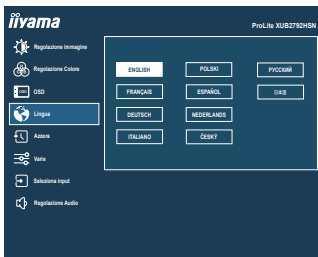 iiyama
ProLite XUB2792HSN
Regolazione immagine
Regolazione Colore
OSD
Lingua
Azzera
Varie
Seleziona input
Regolazione Audio
ENGLISH
POLSKI
РУССКИЙ
FRANÇAIS
ESPAÑOL
日本語
DEUTSCH
NEDERLANDS
ITALIANO
ČESKÝ